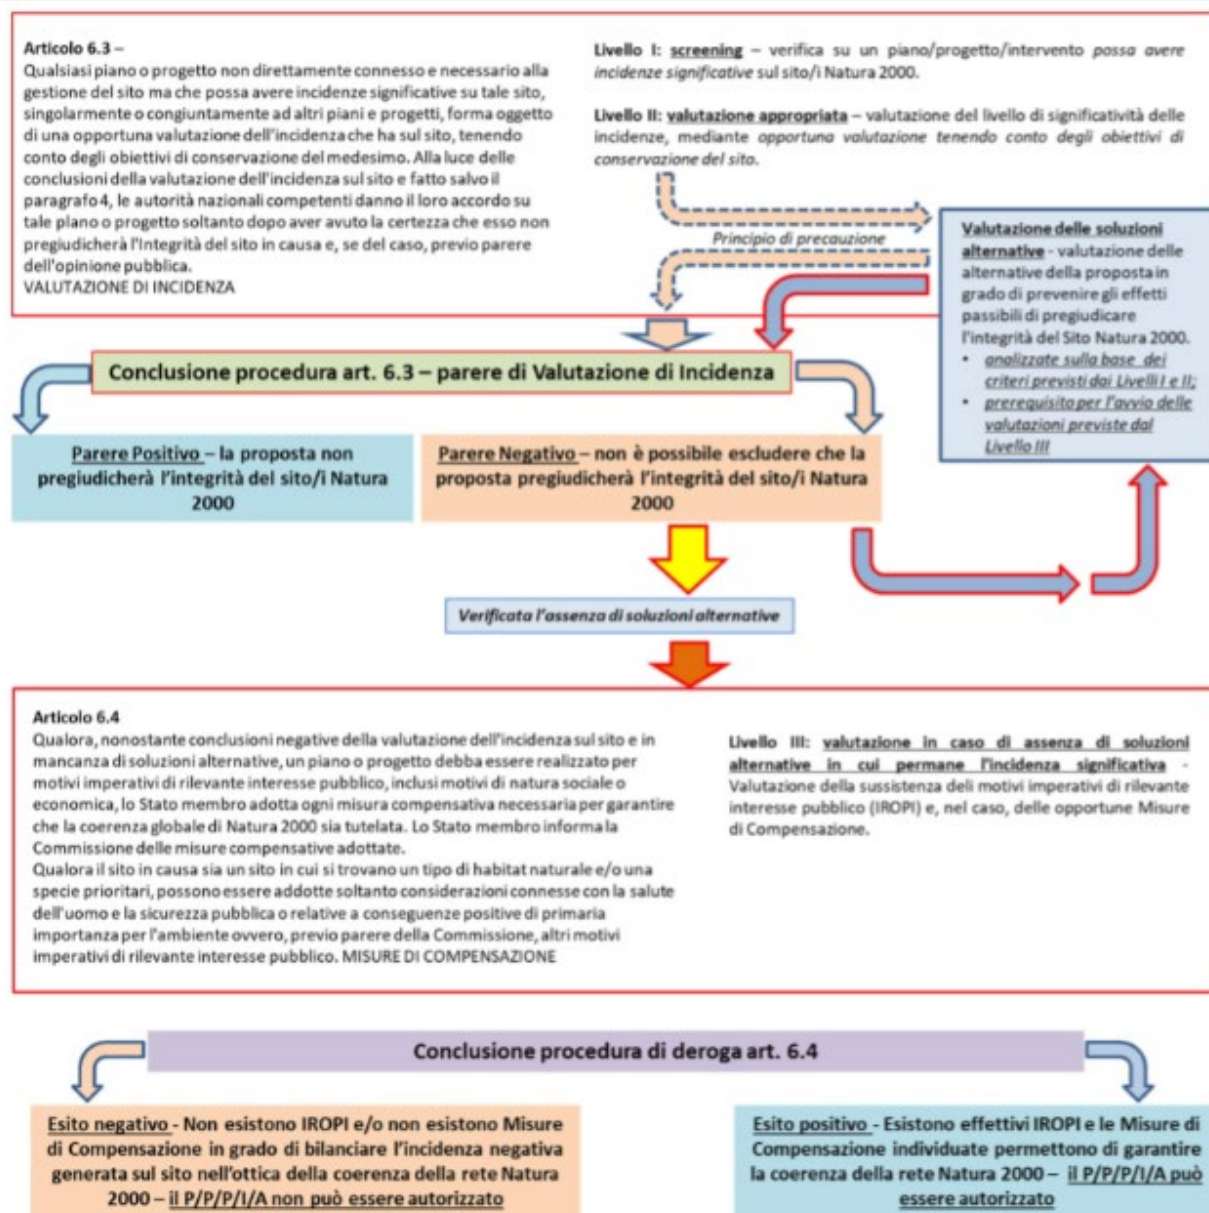 Articolo 6.3 –
Qualsiasi piano o progetto non direttamente connesso e necessario alla
gestione del sito ma che possa avere incidenze significative su tale sito,
singolarmente o congiuntamente ad altri piani e progetti, forma oggetto
di una opportuna valutazione dell'incidenza che ha sul sito, tenendo
conto degli obiettivi di conservazione del medesimo. Alla luce delle
conclusioni della valutazione dell'incidenza sul sito e fatto salvo il
paragrafo 4, le autorità nazionali competenti danno il loro accordo su
tale piano o progetto soltanto dopo aver avuto la certezza che esso non
pregiudicherà l'integrità del sito in causa e, se del caso, previo parere
dell'opinione pubblica.
VALUTAZIONE DI INCIDENZA
Livello I: screening – verifica su un piano/progetto/intervento possa avere
incidenze significative sul sito/i Natura 2000.
Livello II: valutazione appropriata – valutazione del livello di significatività delle
incidenze, mediante opportuna valutazione tenendo conto degli obiettivi di
conservazione del sito.
Principio di precauzione
Valutazione delle soluzioni
alternative - valutazione delle
alternative della proposta in
grado di prevenire gli effetti
passibili di pregiudicare
l'integrità del Sito Natura 2000.
• analizzate sulla base dei
criteri previsti dai Livelli I e II;
• prerequisito per l'avvio delle
valutazioni previste dal
Livello III
Conclusione procedura art. 6.3 – parere di Valutazione di Incidenza
Parere Positivo – la proposta non
pregiudicherà l'integrità del sito/i Natura
2000
Parere Negativo – non è possibile escludere che la
proposta pregiudicherà l'integrità del sito/i Natura
2000
Verificata l'assenza di soluzioni alternative
Articolo 6.4
Qualora, nonostante conclusioni negative della valutazione dell'incidenza sul sito e in
mancanza di soluzioni alternative, un piano o progetto debba essere realizzato per
motivi imperativi di rilevante interesse pubblico, inclusi motivi di natura sociale o
economica, lo Stato membro adotta ogni misura compensativa necessaria per garantire
che la coerenza globale di Natura 2000 sia tutelata. Lo Stato membro informa la
Commissione delle misure compensative adottate.
Qualora il sito in causa sia un sito in cui si trovano un tipo di habitat naturale e/o una
specie prioritari, possono essere addotte soltanto considerazioni connesse con la salute
dell'uomo e la sicurezza pubblica o relative a conseguenze positive di primaria
importanza per l'ambiente ovvero, previo parere della Commissione, altri motivi
imperativi di rilevante interesse pubblico. MISURE DI COMPENSAZIONE
Livello III: valutazione in caso di assenza di soluzioni
alternative in cui permane l'incidenza significativa -
Valutazione della sussistenza deli motivi imperativi di rilevante
interesse pubblico (IROPI) e, nel caso, delle opportune Misure
di Compensazione.
Conclusione procedura di deroga art. 6.4
Esito negativo - Non esistono IROPI e/o non esistono Misure
di Compensazione in grado di bilanciare l'incidenza negativa
generata sul sito nell'ottica della coerenza della rete Natura
2000 – il P/P/P/I/A non può essere autorizzato
Esito positivo - Esistono effettivi IROPI e le Misure di
Compensazione individuate permettono di garantire
la coerenza della rete Natura 2000 – il P/P/P/I/A può
essere autorizzato